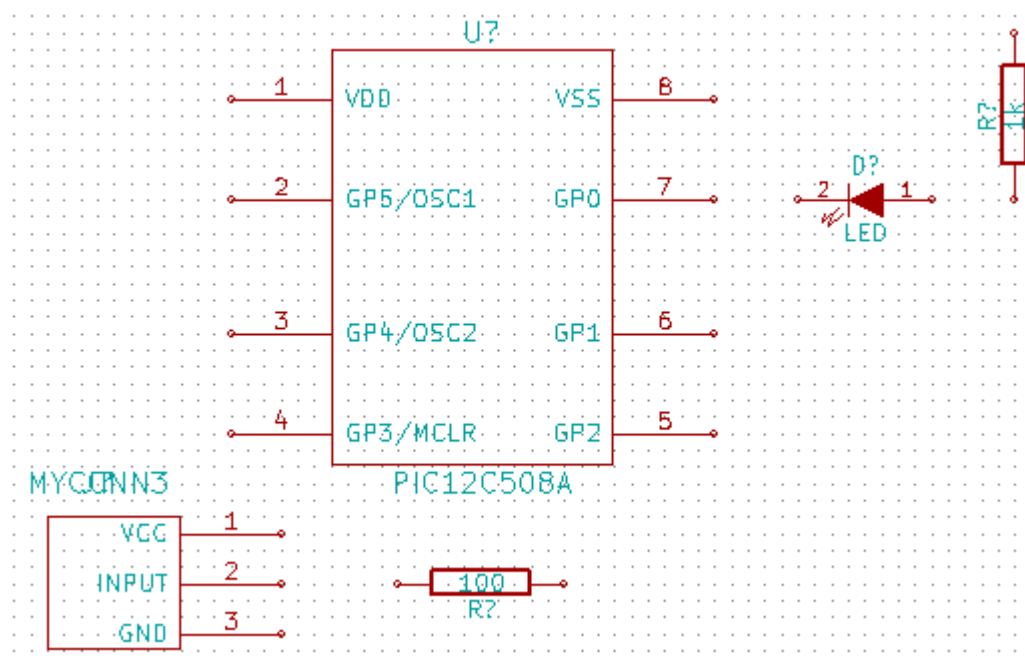 U?
1 VDD VSS 8
2 GP5/OSC1 GP0 7
3 GP4/OSC2 GP1 6
4 GP3/MCLR GP2 5
PIC12C508A
D?
2 1
LED
R? 1k
VCC 1
INPUT 2
GND 3
100
R?